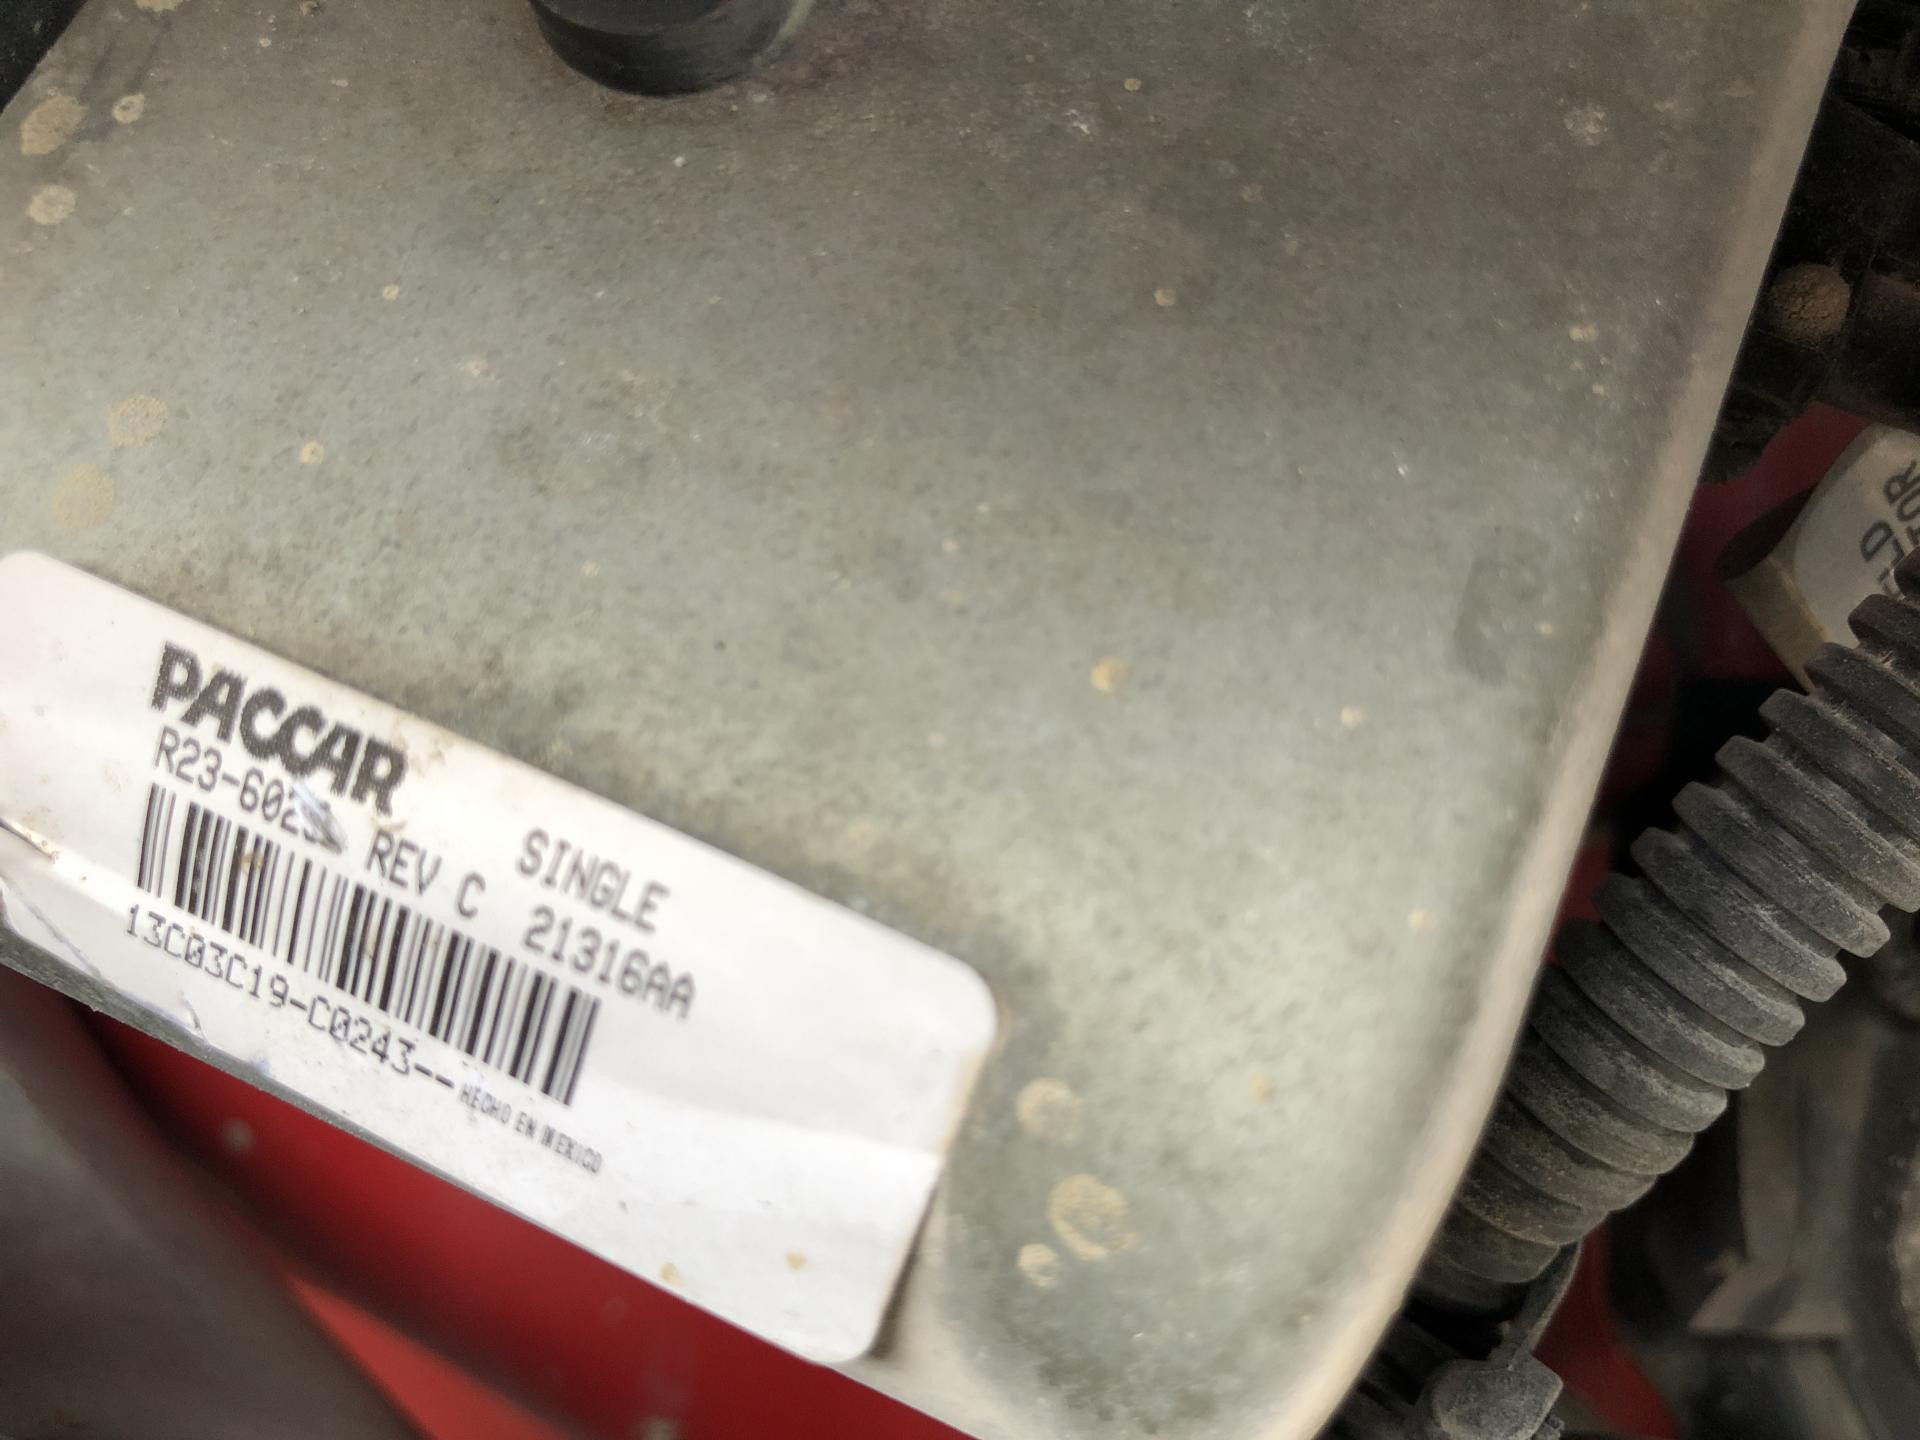 PACCAR
REV C
SINGLE
21316AA
13C03C19-C0243--
HECHO EN MEXICO